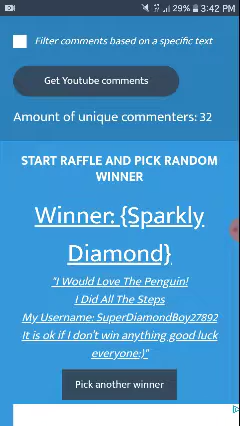 29% 3:42 PM
Filter comments based on a specific text
Get Youtube comments
Amount of unique commenters: 32
START RAFFLE AND PICK RANDOM
WINNER
Winner: {Sparkly
Diamond}
"I Would Love The Penguin!
I Did All The Steps
My Username: SuperDiamondBoy27892
It is ok if I don't win anything good luck
everyone:)"
Pick another winner